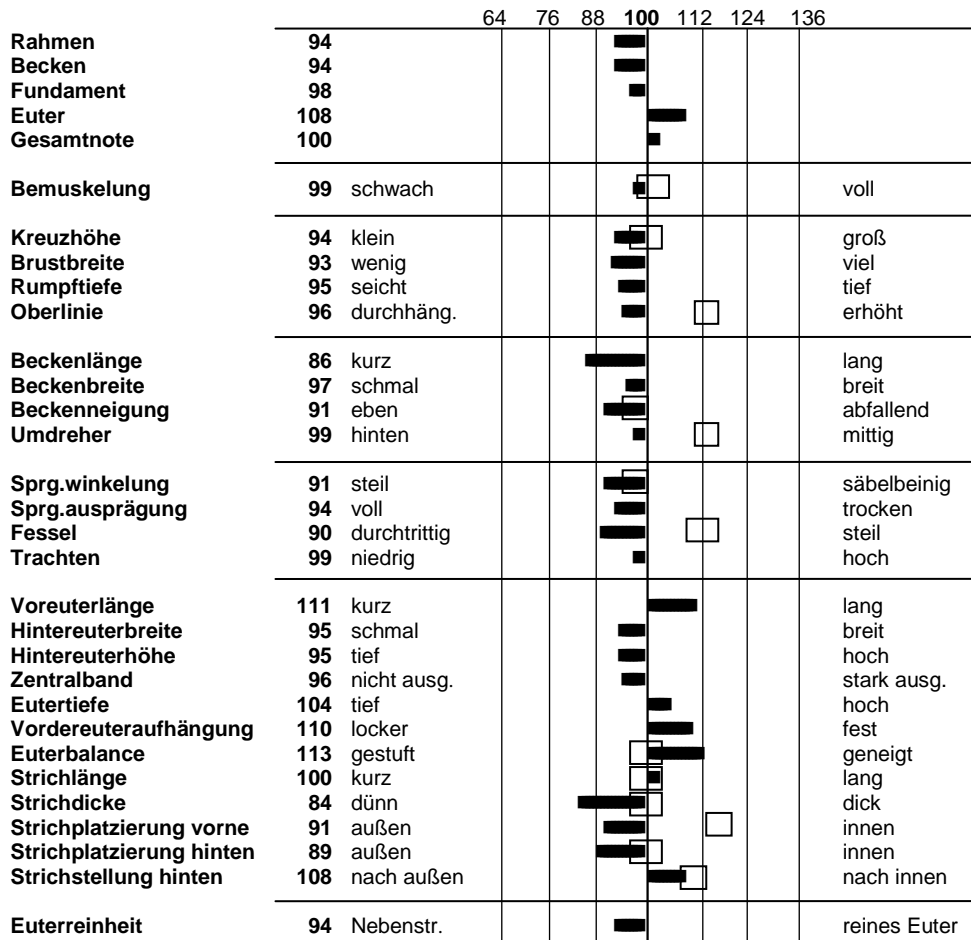 64 76 88 100 112 124 136
Rahmen 94
Becken 94
Fundament 98
Euter 108
Gesamtnote 100
Bemuskelung 99 schwach voll
Kreuzhöhe 94 klein groß
Brustbreite 93 wenig viel
Rumpftiefe 95 seicht tief
Oberlinie 96 durchhäng. erhöht
Beckenlänge 86 kurz lang
Beckenbreite 97 schmal breit
Beckenneigung 91 eben abfallend
Umdreher 99 hinten mittig
Sprg.winkelung 91 steil säbelbeinig
Sprg.ausprägung 94 voll trocken
Fessel 90 durchtrittig steil
Trachten 99 niedrig hoch
Voreuterlänge 111 kurz lang
Hintereuterbreite 95 schmal breit
Hintereuterhöhe 95 tief hoch
Zentralband 96 nicht ausg. stark ausg.
Eutertiefe 104 tief hoch
Vordereuteraufhängung 110 locker fest
Euterbalance 113 gestuft geneigt
Strichlänge 100 kurz lang
Strichdicke 84 dünn dick
Strichplatzierung vorne 91 außen innen
Strichplatzierung hinten 89 außen innen
Strichstellung hinten 108 nach außen nach innen
Euterreinheit 94 Nebenstr. reines Euter